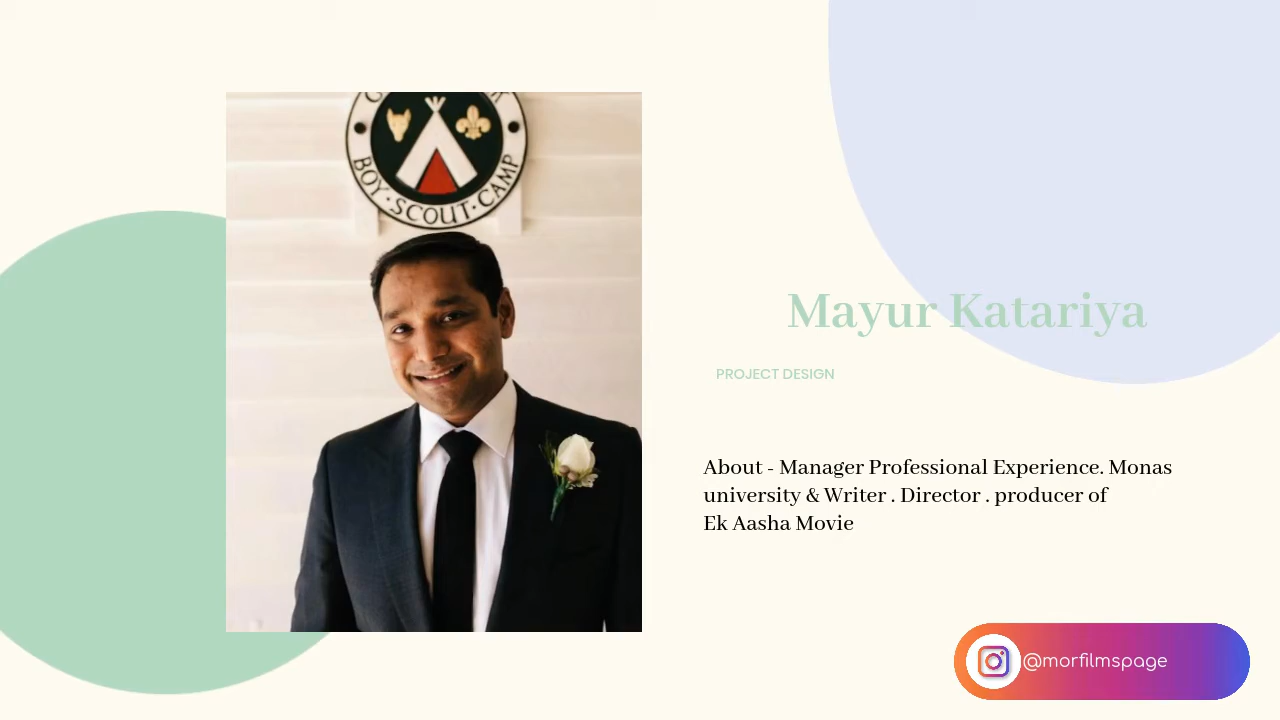 BOY·SCOUT·CAMP
Mayur Katariya
PROJECT DESIGN
About - Manager Professional Experience. Monas
university & Writer . Director . producer of
Ek Aasha Movie
@morfilmspage